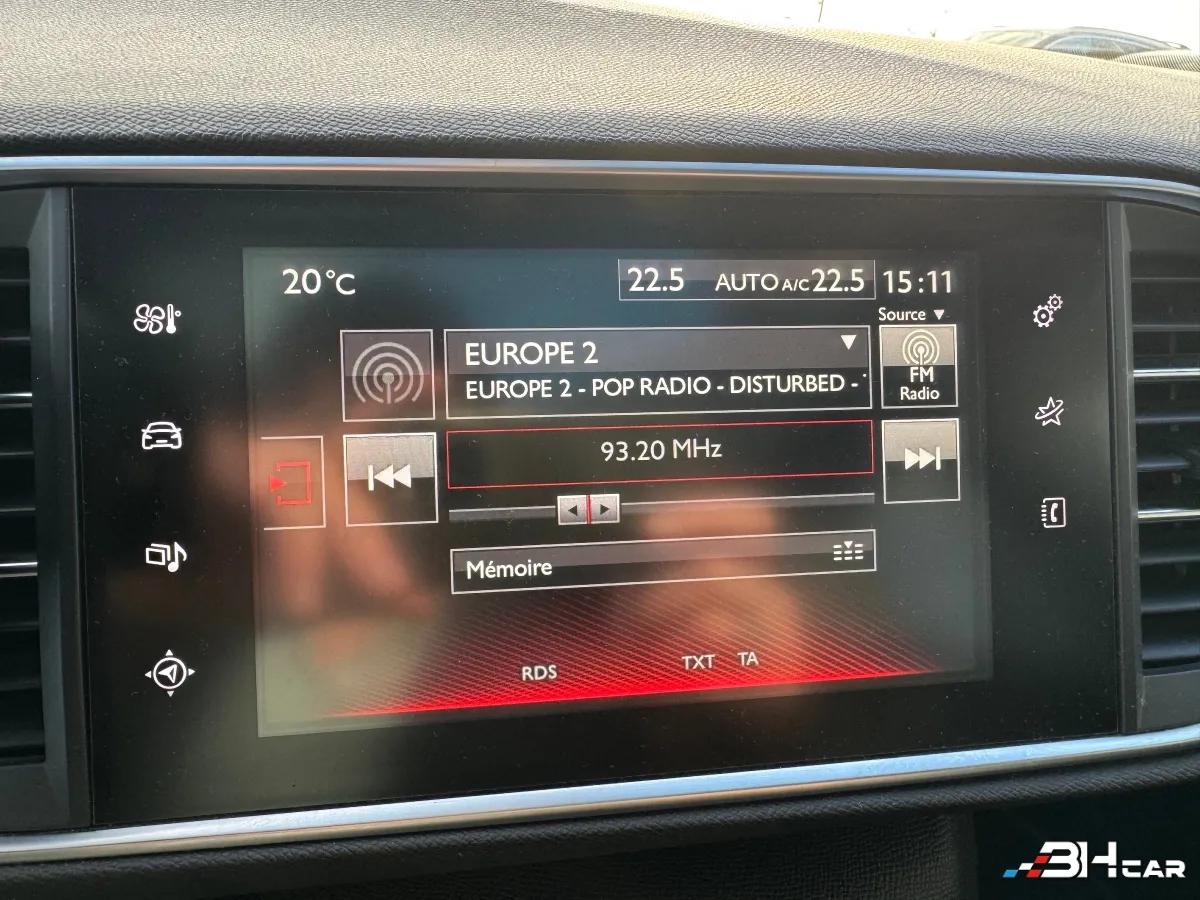 20°C
22.5 AUTO A/C 22.5
15:11
Source ▼
EUROPE 2
EUROPE 2 - POP RADIO - DISTURBED -
FM
Radio
93.20 MHz
Mémoire
RDS
TXT TA
3HCAR